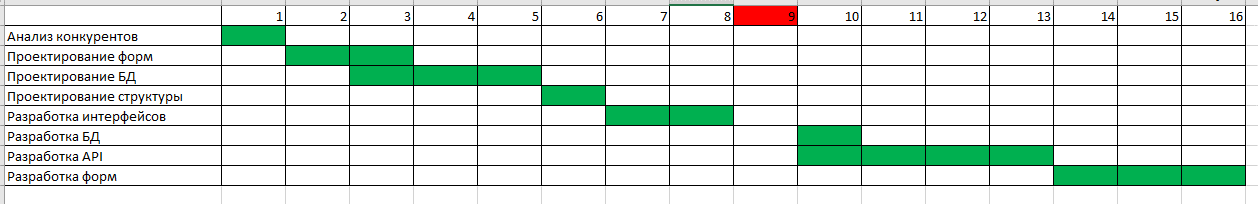 1 2 3 4 5 6 7 8 9 10 11 12 13 14 15 16
Анализ конкурентов
Проектирование форм
Проектирование БД
Проектирование структуры
Разработка интерфейсов
Разработка БД
Разработка API
Разработка форм